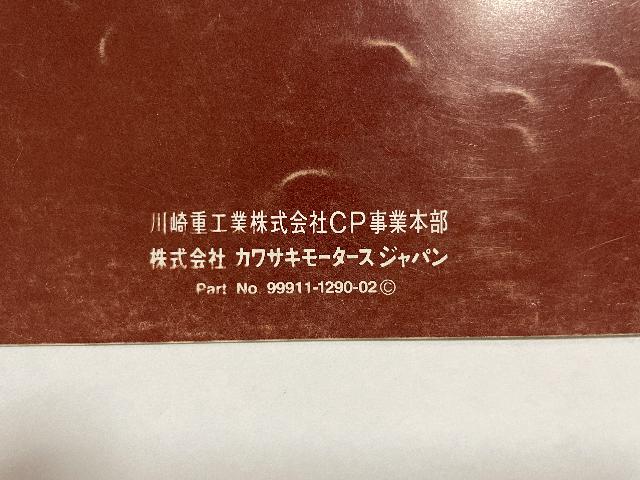 川崎重工業株式会社CP事業本部
株式会社 カワサキモータースジャパン
Part No. 99911-1290-02©